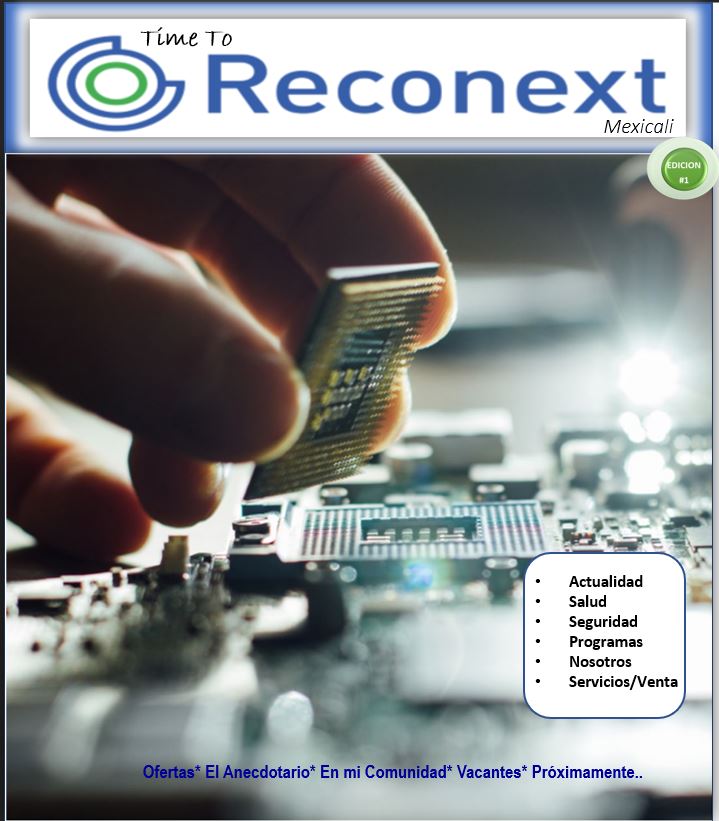 Time To
Reconext
Mexicali
EDICION
#1
• Actualidad
• Salud
• Seguridad
• Programas
• Nosotros
• Servicios/Venta
Ofertas* El Anecdotario* En mi Comunidad* Vacantes* Próximamente..